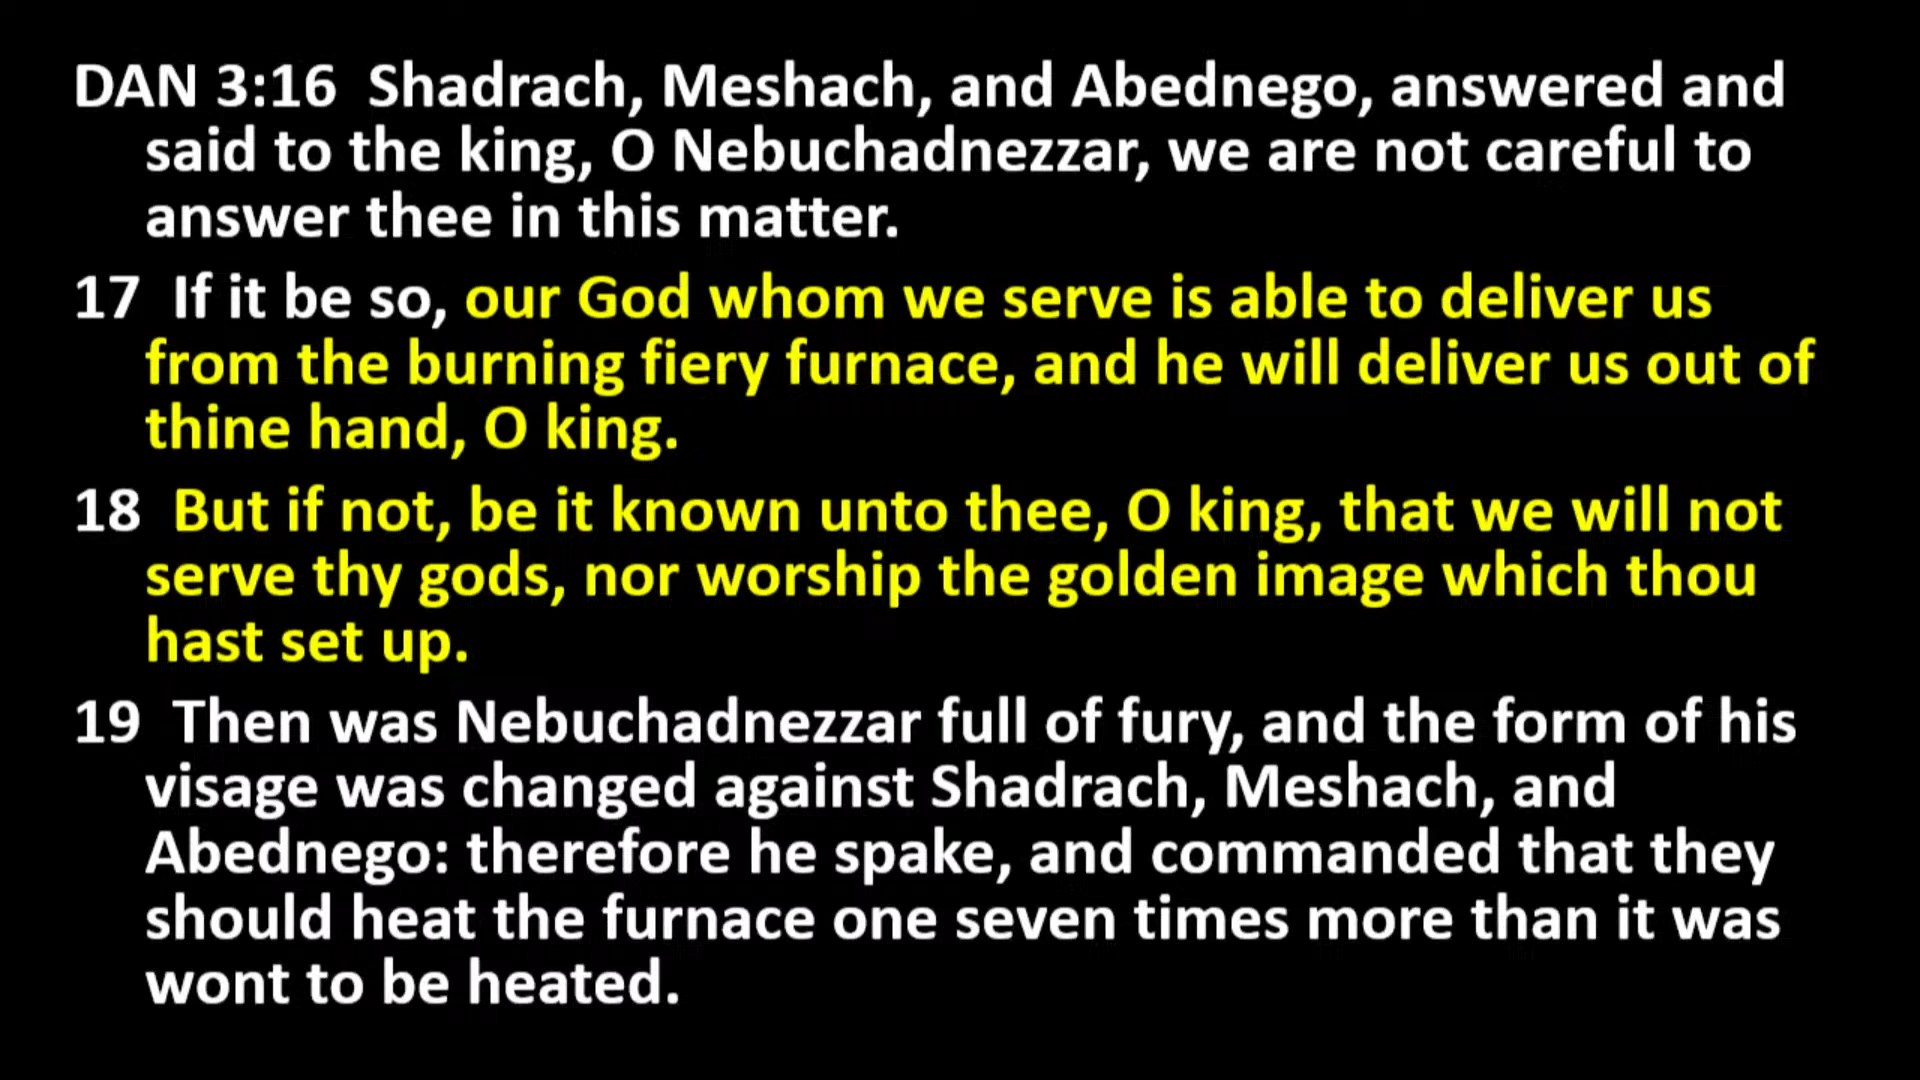 DAN 3:16 Shadrach, Meshach, and Abednego, answered and
said to the king, O Nebuchadnezzar, we are not careful to
answer thee in this matter.
17 If it be so, our God whom we serve is able to deliver us
from the burning fiery furnace, and he will deliver us out of
thine hand, O king.
18 But if not, be it known unto thee, O king, that we will not
serve thy gods, nor worship the golden image which thou
hast set up.
19 Then was Nebuchadnezzar full of fury, and the form of his
visage was changed against Shadrach, Meshach, and
Abednego: therefore he spake, and commanded that they
should heat the furnace one seven times more than it was
wont to be heated.